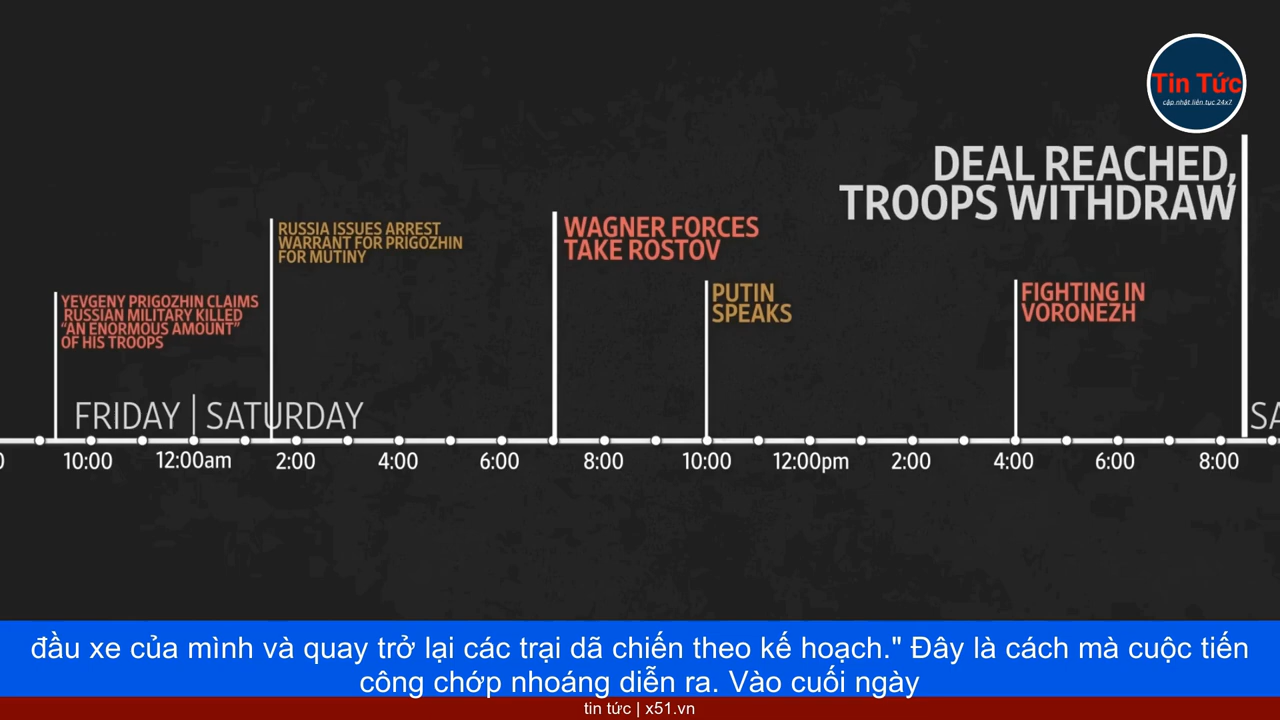 Tin Tức
cập nhật liên tục 24x7
DEAL REACHED,
TROOPS WITHDRAW
RUSSIA ISSUES ARREST
WARRANT FOR PRIGOZHIN
FOR MUTINY
WAGNER FORCES
TAKE ROSTOV
YEVGENY PRIGOZHIN CLAIMS
RUSSIAN MILITARY KILLED
“AN ENORMOUS AMOUNT”
OF HIS TROOPS
PUTIN
SPEAKS
FIGHTING IN
VORONEZH
FRIDAY | SATURDAY
10:00 12:00am 2:00 4:00 6:00 8:00 10:00 12:00pm 2:00 4:00 6:00 8:00
đầu xe của mình và quay trở lại các trại dã chiến theo kế hoạch." Đây là cách mà cuộc tiến
công chớp nhoáng diễn ra. Vào cuối ngày
tin tức | x51.vn